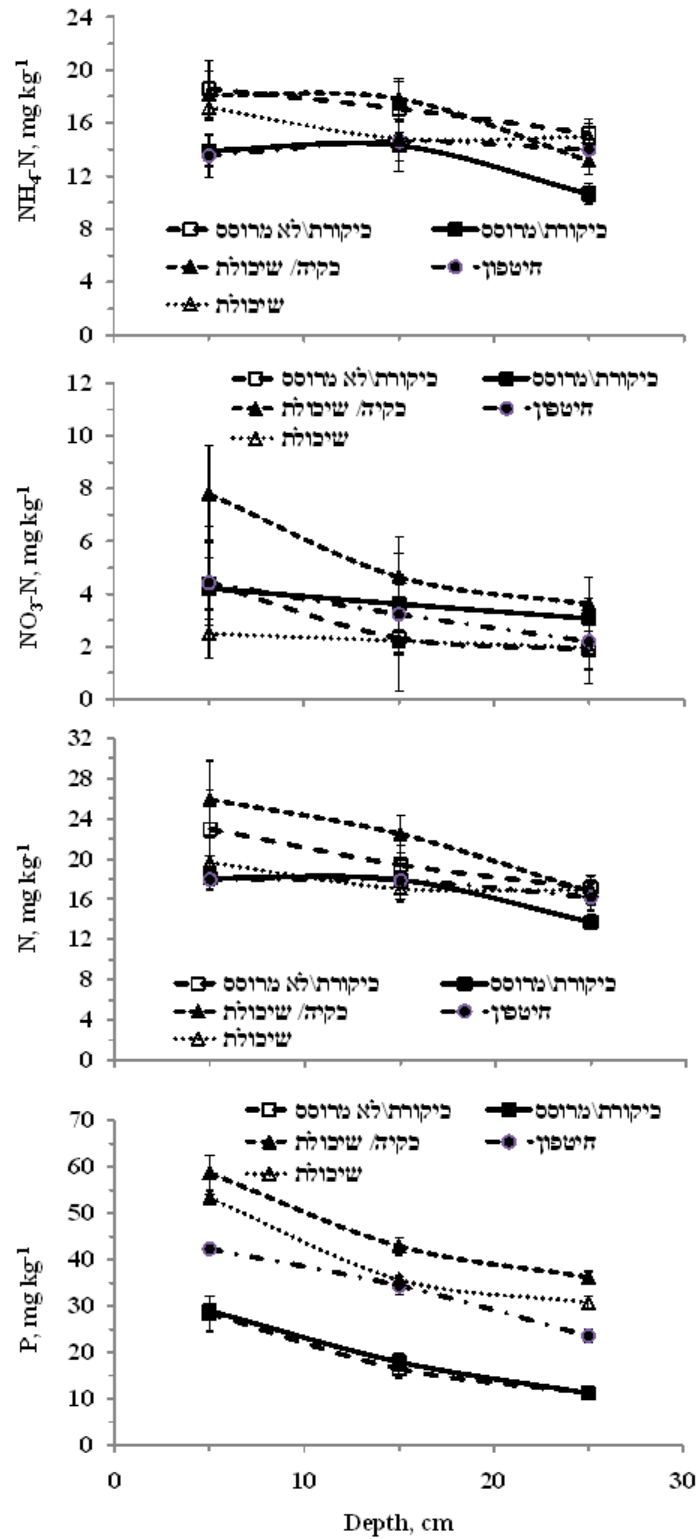 24
20
16
12
8
4
0
NH4-N, mg kg-1
ביקורת\לא מרוסס
ביקורת\מרוסס
בקיה/ שיבולת
חיטפון-
שיבולת
12
10
8
6
4
2
0
NO3-N, mg kg-1
ביקורת\לא מרוסס
ביקורת\מרוסס
בקיה/ שיבולת
חיטפון-
שיבולת
32
28
24
20
16
12
8
4
0
N, mg kg-1
ביקורת\לא מרוסס
ביקורת\מרוסס
בקיה/ שיבולת
חיטפון-
שיבולת
70
60
50
40
30
20
10
0
P, mg kg-1
ביקורת\לא מרוסס
ביקורת\מרוסס
בקיה/ שיבולת
חיטפון-
שיבולת
0 10 20 30
Depth, cm